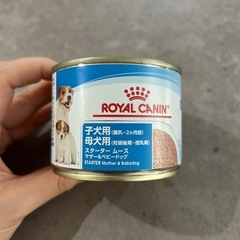 ROYAL CANIN
子犬用(離乳~2ヵ月齢)
母犬用(妊娠後期~授乳期)
スターター ムース
マザー&ベビードッグ
STARTER Mother & Babydog